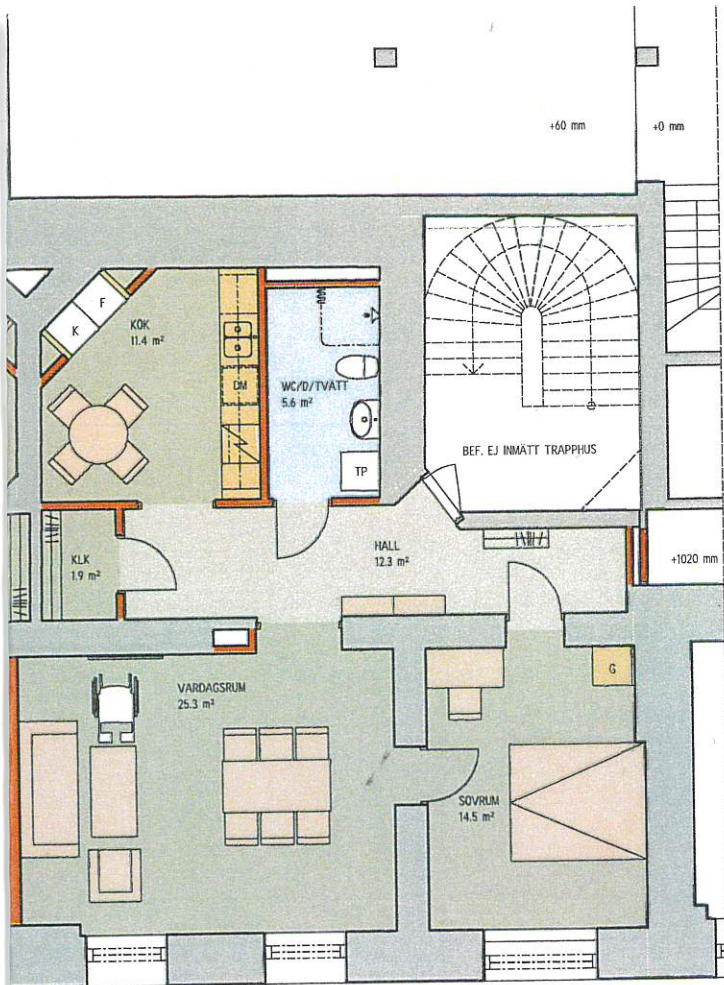 +60 mm
+0 mm
F
K
KÖK
11.4 m²
DM
WC/D/TVÄTT
5.6 m²
TP
BEF. EJ INMÄTT TRAPPHUS
KLK
1.9 m²
HALL
12.3 m²
+1020 mm
G
VARDAGSRUM
25.3 m²
SOVRUM
14.5 m²